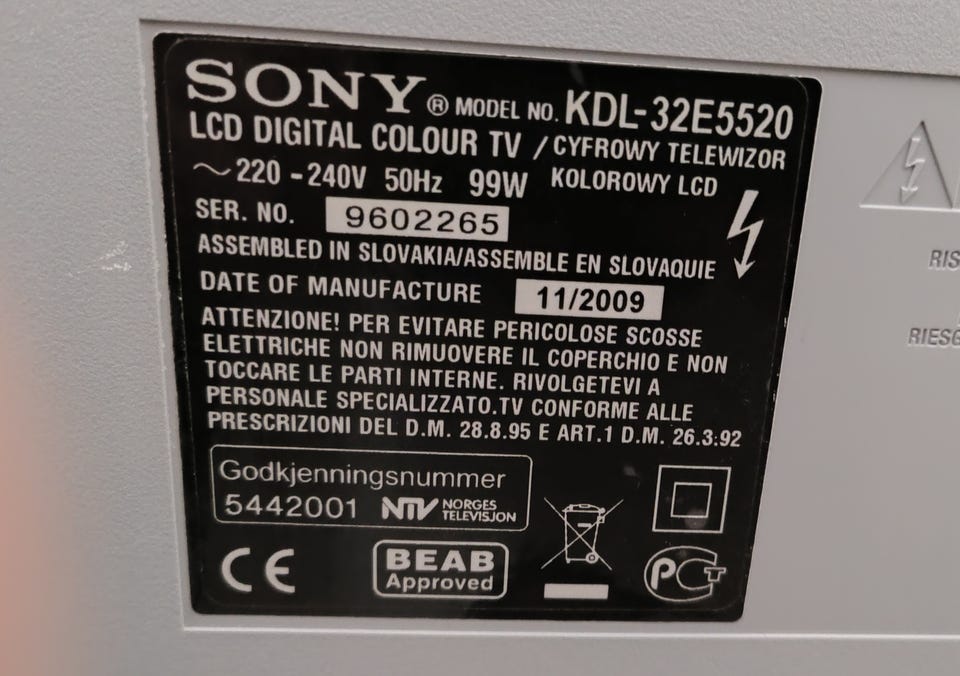 SONY® MODEL NO. KDL-32E5520
LCD DIGITAL COLOUR TV / CYFROWY TELEWIZOR
~ 220 - 240V 50Hz 99W KOLOROWY LCD
SER. NO. 9602265
ASSEMBLED IN SLOVAKIA/ASSEMBLE EN SLOVAQUIE
DATE OF MANUFACTURE 11/2009
ATTENZIONE! PER EVITARE PERICOLOSE SCOSSE
ELETTRICHE NON RIMUOVERE IL COPERCHIO E NON
TOCCARE LE PARTI INTERNE. RIVOLGETEVI A
PERSONALE SPECIALIZZATO.TV CONFORME ALLE
PRESCRIZIONI DEL D.M. 28.8.95 E ART.1 D.M. 26.3:92
Godkjenningsnummer
5442001 NTV NORGES
TELEVISJON
CE
BEAB
Approved
PCT
RIS
RIESG